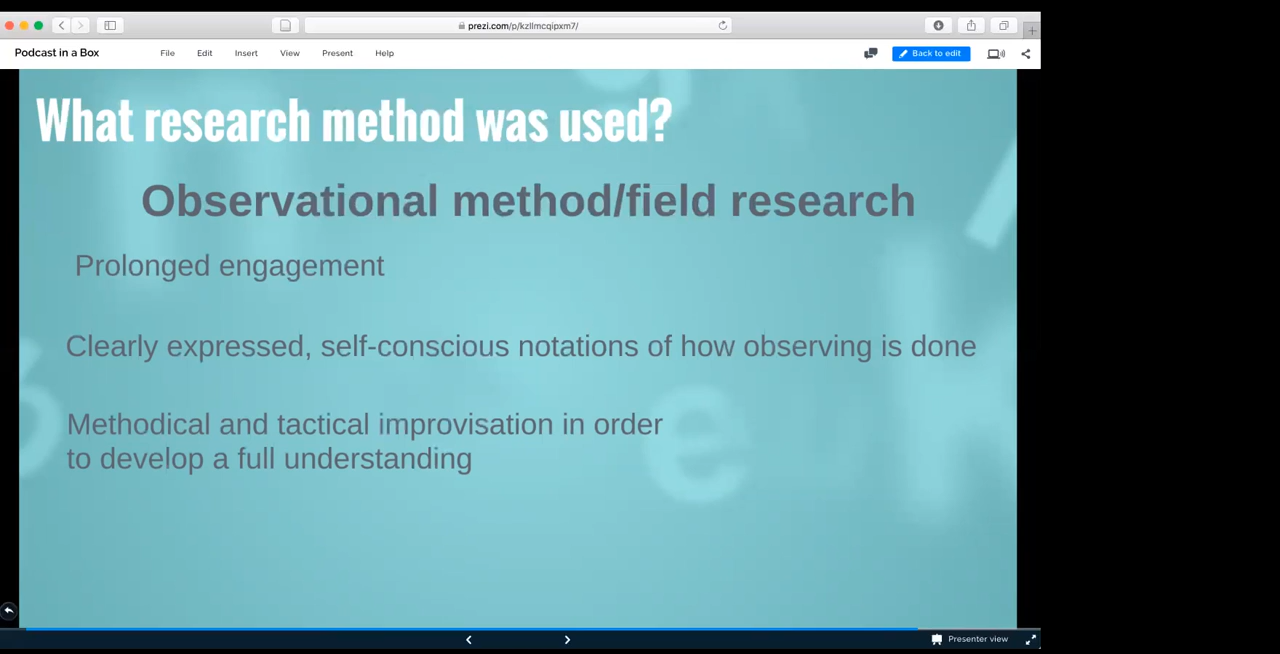 prezi.com/p/kzllmcqipxm7/
Podcast in a Box File Edit Insert View Present Help Back to edit
What research method was used?
Observational method/field research
Prolonged engagement
Clearly expressed, self-conscious notations of how observing is done
Methodical and tactical improvisation in order
to develop a full understanding
Presenter view